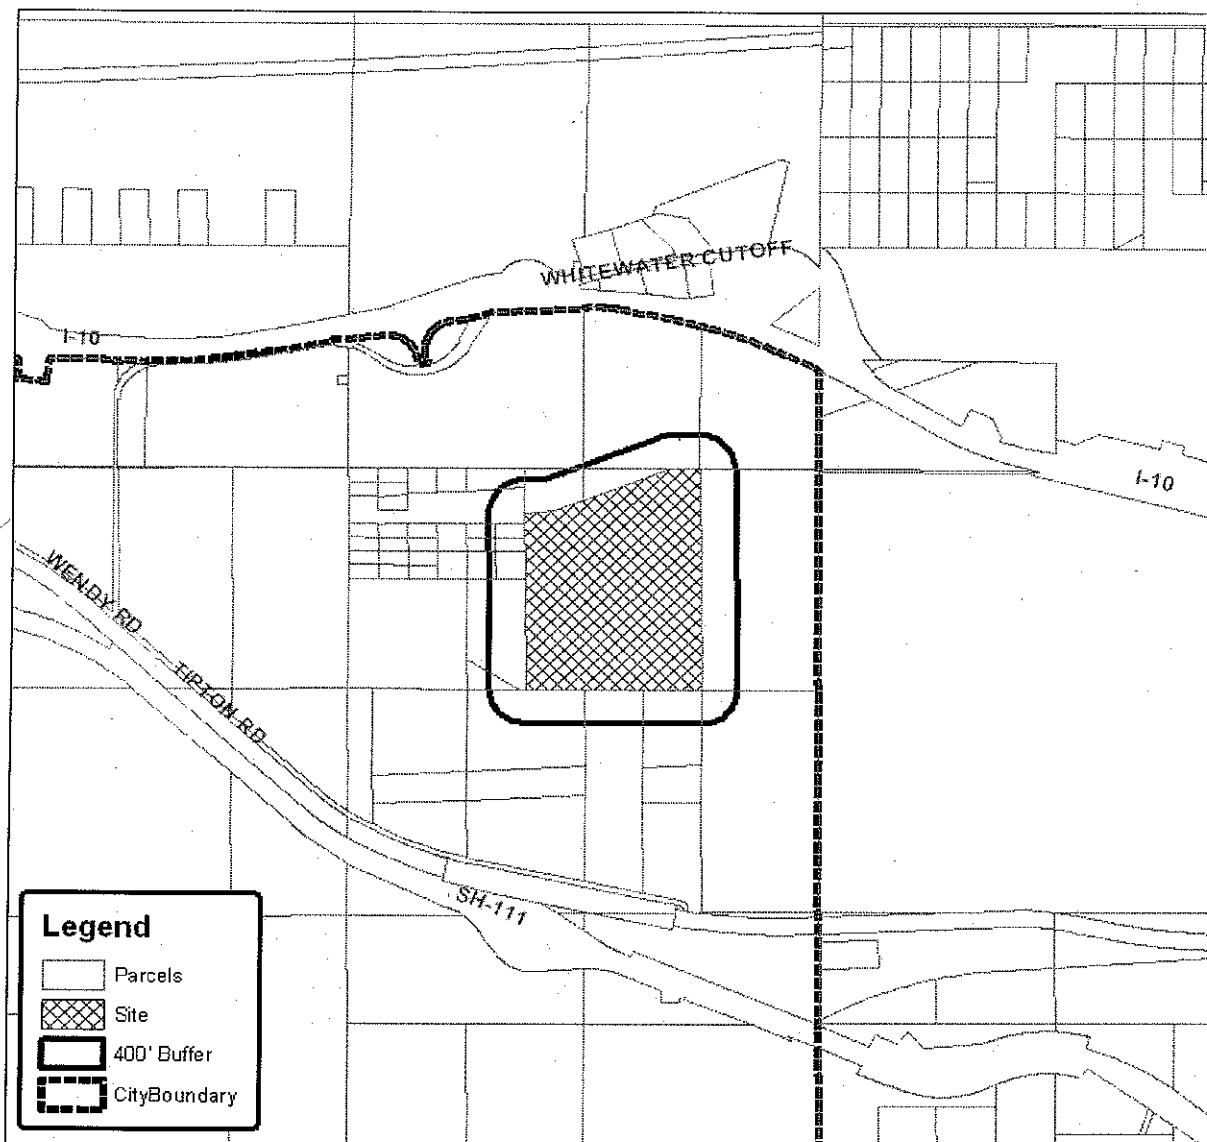 WHITEWATER CUTOFF
I-10
I-10
WENDY RD
TIPTON RD
SH-111
Legend
Parcels
Site
400' Buffer
CityBoundary